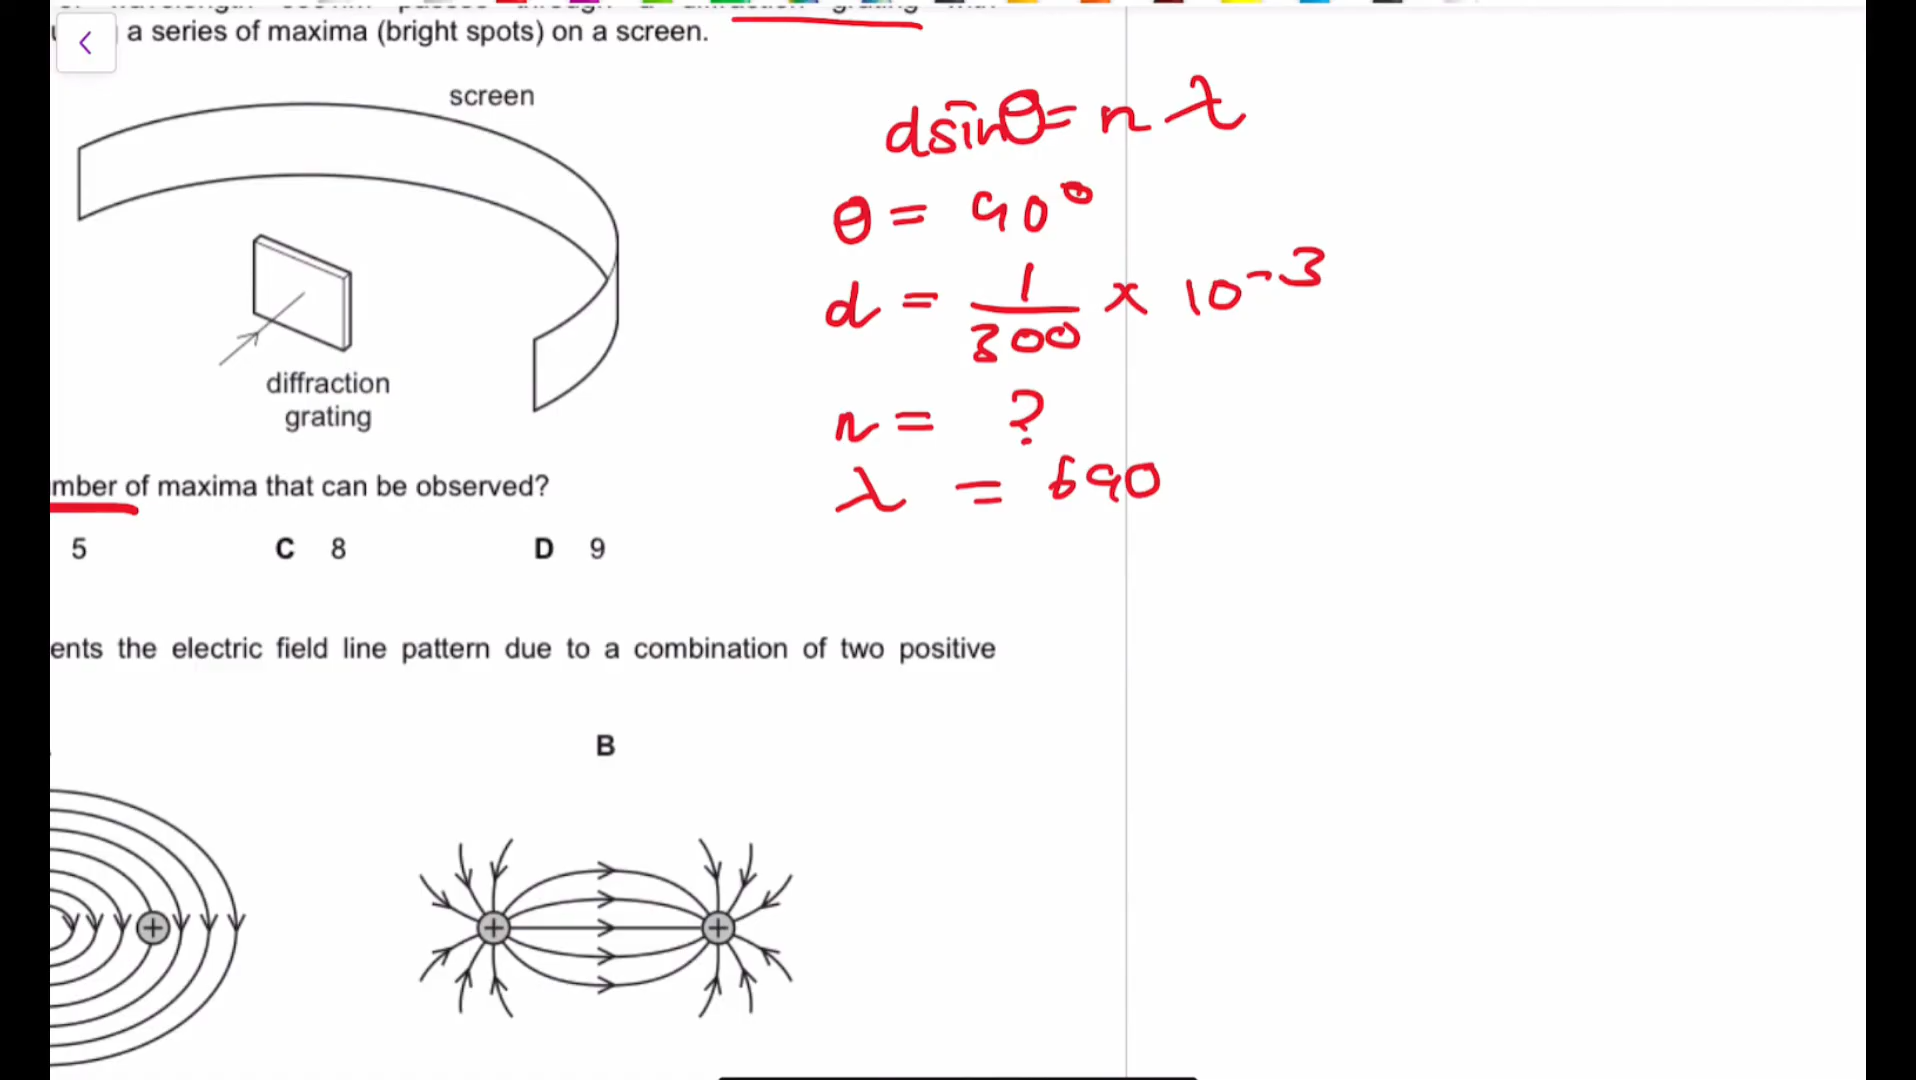 a series of maxima (bright spots) on a screen.
screen
diffraction
grating
mber of maxima that can be observed?
5 C 8 D 9
dsinθ = n λ
θ = 90°
d = 1/300 × 10⁻³
n = ?
λ = 690
ents the electric field line pattern due to a combination of two positive
B
+ + +